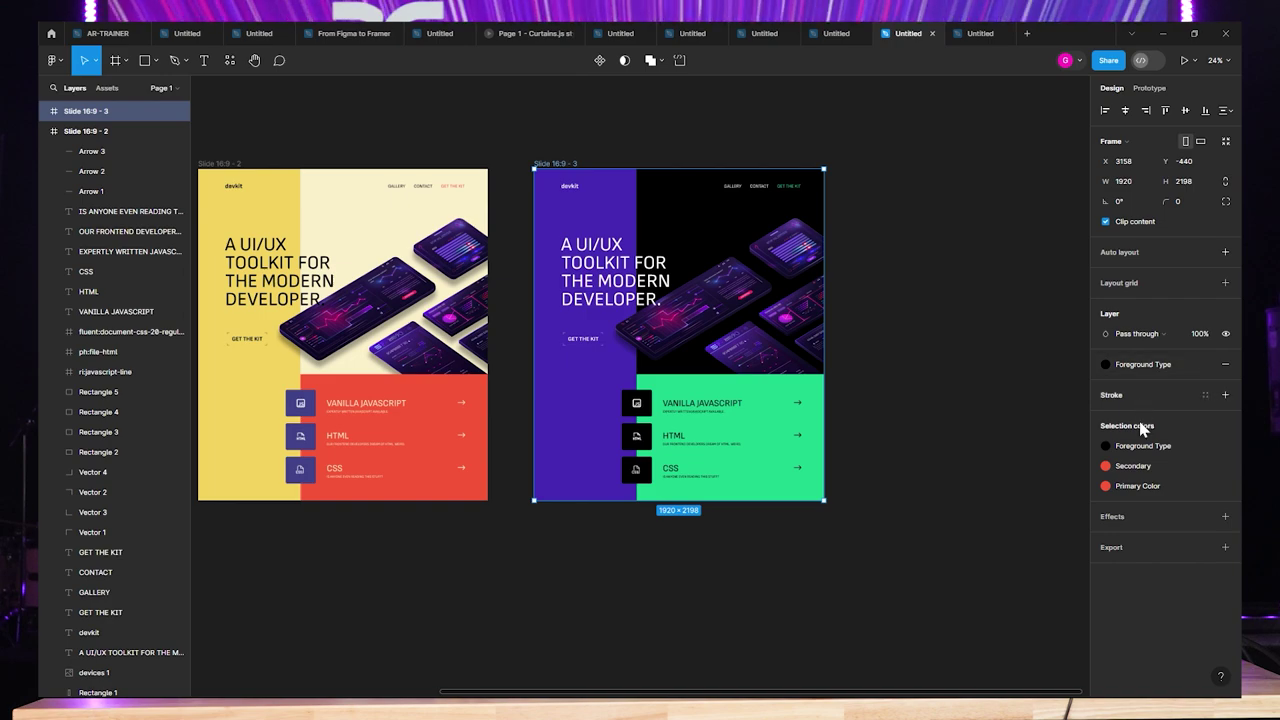 AR-TRAINER
Untitled
Untitled
From Figma to Framer
Untitled
Page 1 - Curtains.js st
Untitled
Untitled
Untitled
Untitled
Untitled
Untitled
G
Share
24%
Layers
Assets
Page 1
Slide 16:9 - 3
Slide 16:9 - 2
Arrow 3
Arrow 2
Arrow 1
IS ANYONE EVEN READING T...
OUR FRONTEND DEVELOPER...
EXPERTLY WRITTEN JAVASC...
CSS
HTML
VANILLA JAVASCRIPT
fluent:document-css-20-regul...
ph:file-html
ri:javascript-line
Rectangle 5
Rectangle 4
Rectangle 3
Rectangle 2
Vector 4
Vector 2
Vector 3
Vector 1
GET THE KIT
CONTACT
GALLERY
GET THE KIT
devkit
A UI/UX TOOLKIT FOR THE M...
devices 1
Rectangle 1
Slide 16:9 - 2
devkit
GALLERY
CONTACT
GET THE KIT
A UI/UX
TOOLKIT FOR
THE MODERN
DEVELOPER.
GET THE KIT
VANILLA JAVASCRIPT
HTML
CSS
Slide 16:9 - 3
devkit
GALLERY
CONTACT
GET THE KIT
A UI/UX
TOOLKIT FOR
THE MODERN
DEVELOPER.
GET THE KIT
VANILLA JAVASCRIPT
HTML
CSS
1920 × 2198
Design
Prototype
Frame
X 3158
Y -440
W 1920
H 2198
0°
0
Clip content
Auto layout
Layout grid
Layer
Pass through
100%
Foreground Type
Stroke
Selection colors
Foreground Type
Secondary
Primary Color
Effects
Export
?